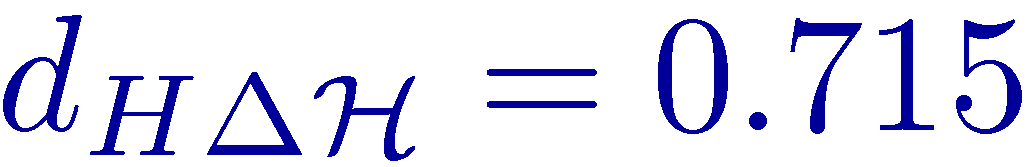 $d_{H \Delta \mathcal{H}} = 0.715$